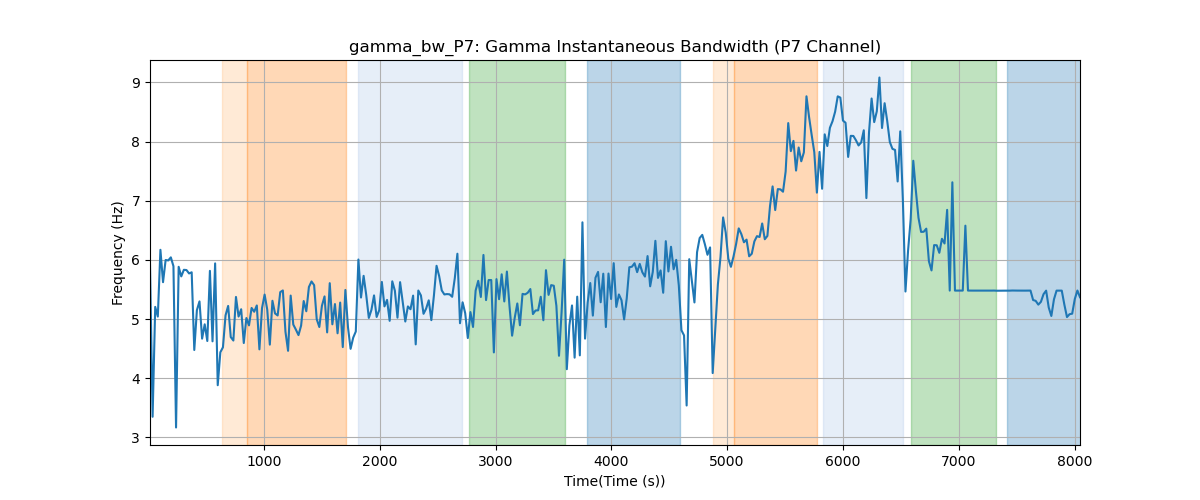 gamma_bw_P7: Gamma Instantaneous Bandwidth (P7 Channel)
9
8
7
6
5
4
3
Frequency (Hz)
1000 2000 3000 4000 5000 6000 7000 8000
Time(Time (s))